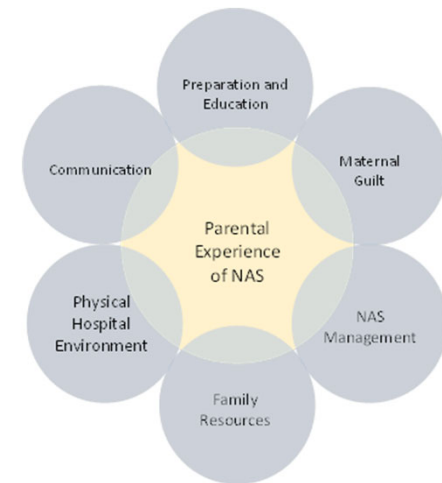 Preparation and
Education
Communication
Maternal
Guilt
Parental
Experience
of NAS
Physical
Hospital
Environment
NAS
Management
Family
Resources